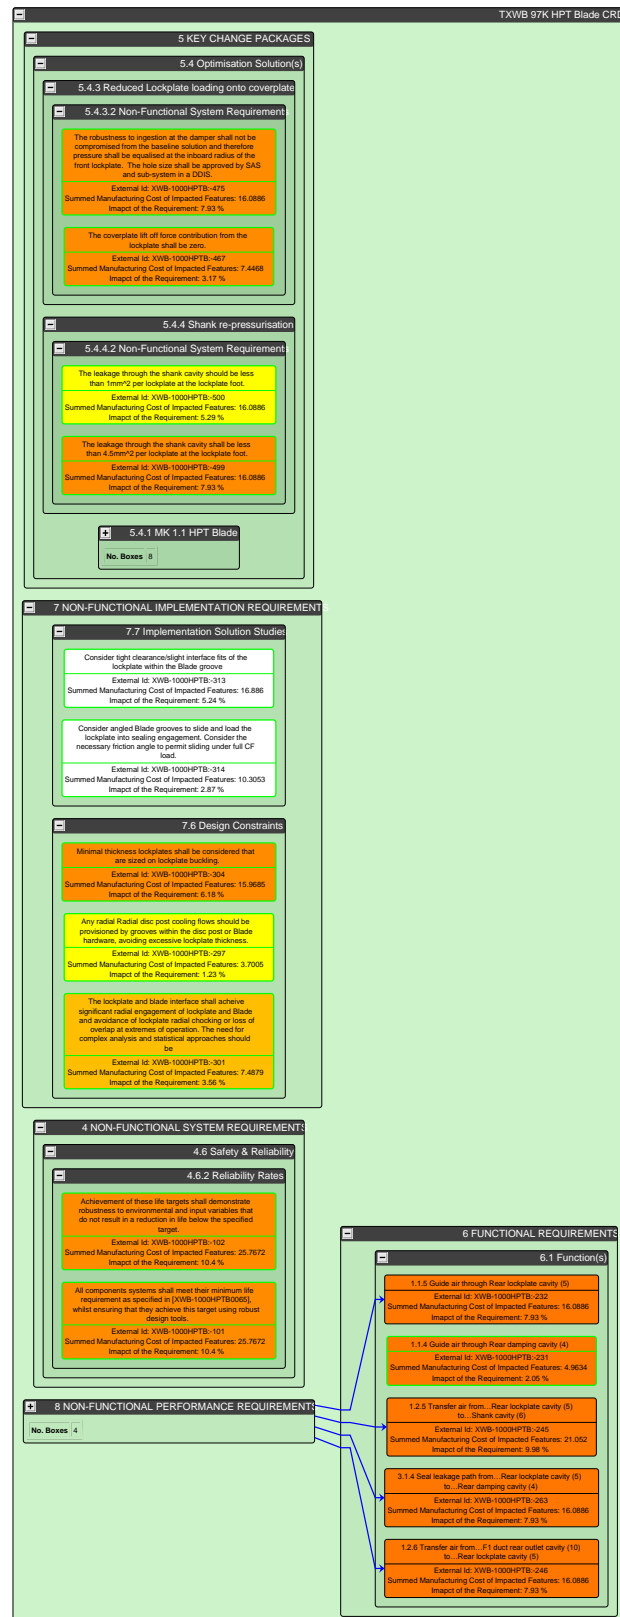 TXWB 97K HPT Blade CRD
5 KEY CHANGE PACKAGES
5.4 Optimisation Solution(s)
5.4.3 Reduced Lockplate loading onto coverplate
5.4.3.2 Non-Functional System Requirements
The robustness to ingestion at the damper shall not be
compromised from the baseline solution and therefore
pressure shall be equalised at the inboard radius of the
front lockplate. The hole size shall be approved by SAS
and sub-system in a DDIS.
External Id: XWB-1000HPTB:-475
Summed Manufacturing Cost of Impacted Features: 16.0886
Imapct of the Requirement: 7.93 %
The coverplate lift off force contribution from the
lockplate shall be zero.
External Id: XWB-1000HPTB:-467
Summed Manufacturing Cost of Impacted Features: 7.4468
Imapct of the Requirement: 3.17 %
5.4.4 Shank re-pressurisation
5.4.4.2 Non-Functional System Requirements
The leakage through the shank cavity should be less
than 1mm^2 per lockplate at the lockplate foot.
External Id: XWB-1000HPTB:-500
Summed Manufacturing Cost of Impacted Features: 16.0886
Imapct of the Requirement: 5.29 %
The leakage through the shank cavity shall be less
than 4.5mm^2 per lockplate at the lockplate foot.
External Id: XWB-1000HPTB:-499
Summed Manufacturing Cost of Impacted Features: 16.0886
Imapct of the Requirement: 7.93 %
5.4.1 MK 1.1 HPT Blade
No. Boxes 8
7 NON-FUNCTIONAL IMPLEMENTATION REQUIREMENTS
7.7 Implementation Solution Studies
Consider tight clearance/slight interface fits of the
lockplate within the Blade groove
External Id: XWB-1000HPTB:-313
Summed Manufacturing Cost of Impacted Features: 16.886
Imapct of the Requirement: 5.24 %
Consider angled Blade grooves to slide and load the
lockplate into sealing engagement. Consider the
necessary friction angle to permit sliding under full CF
load.
External Id: XWB-1000HPTB:-314
Summed Manufacturing Cost of Impacted Features: 10.3053
Imapct of the Requirement: 2.87 %
7.6 Design Constraints
Minimal thickness lockplates shall be considered that
are sized on lockplate buckling.
External Id: XWB-1000HPTB:-304
Summed Manufacturing Cost of Impacted Features: 15.9685
Imapct of the Requirement: 6.18 %
Any radial Radial disc post cooling flows should be
provisioned by grooves within the disc post or Blade
hardware, avoiding excessive lockplate thickness.
External Id: XWB-1000HPTB:-297
Summed Manufacturing Cost of Impacted Features: 3.7005
Imapct of the Requirement: 1.23 %
The lockplate and blade interface shall acheive
significant radial engagement of lockplate and Blade
and avoidance of lockplate radial chocking or loss of
overlap at extremes of operation. The need for
complex analysis and statistical approaches should
be
External Id: XWB-1000HPTB:-301
Summed Manufacturing Cost of Impacted Features: 7.4879
Imapct of the Requirement: 3.56 %
4 NON-FUNCTIONAL SYSTEM REQUIREMENTS
4.6 Safety & Reliability
4.6.2 Reliability Rates
Achievement of these life targets shall demonstrate
robustness to environmental and input variables that
do not result in a reduction in life below the specified
target.
External Id: XWB-1000HPTB:-102
Summed Manufacturing Cost of Impacted Features: 25.7672
Imapct of the Requirement: 10.4 %
All components systems shall meet their minimum life
requirement as specified in [XWB-1000HPTB0065],
whilst ensuring that they achieve this target using robust
design tools.
External Id: XWB-1000HPTB:-101
Summed Manufacturing Cost of Impacted Features: 25.7672
Imapct of the Requirement: 10.4 %
8 NON-FUNCTIONAL PERFORMANCE REQUIREMENTS
No. Boxes 4
6 FUNCTIONAL REQUIREMENTS
6.1 Function(s)
1.1.5 Guide air through Rear lockplate cavity (5)
External Id: XWB-1000HPTB:-232
Summed Manufacturing Cost of Impacted Features: 16.0886
Imapct of the Requirement: 7.93 %
1.1.4 Guide air through Rear damping cavity (4)
External Id: XWB-1000HPTB:-231
Summed Manufacturing Cost of Impacted Features: 4.9634
Imapct of the Requirement: 2.05 %
1.2.5 Transfer air from...Rear lockplate cavity (5)
to...Shank cavity (6)
External Id: XWB-1000HPTB:-245
Summed Manufacturing Cost of Impacted Features: 21.052
Imapct of the Requirement: 9.98 %
3.1.4 Seal leakage path from...Rear lockplate cavity (5)
to...Rear damping cavity (4)
External Id: XWB-1000HPTB:-263
Summed Manufacturing Cost of Impacted Features: 16.0886
Imapct of the Requirement: 7.93 %
1.2.6 Transfer air from...F1 duct rear outlet cavity (10)
to...Rear lockplate cavity (5)
External Id: XWB-1000HPTB:-246
Summed Manufacturing Cost of Impacted Features: 16.0886
Imapct of the Requirement: 7.93 %